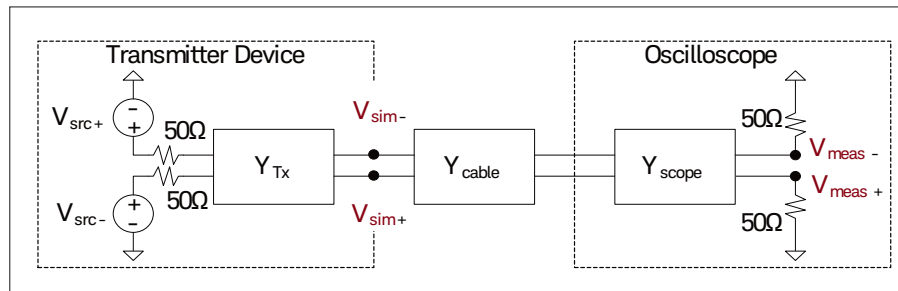 Transmitter Device
Oscilloscope
Vsrc+
- +
50Ω
YTx
Vsim-
Ycable
Yscope
50Ω
Vmeas -
Vmeas +
Vsrc-
+ -
50Ω
Vsim+
50Ω